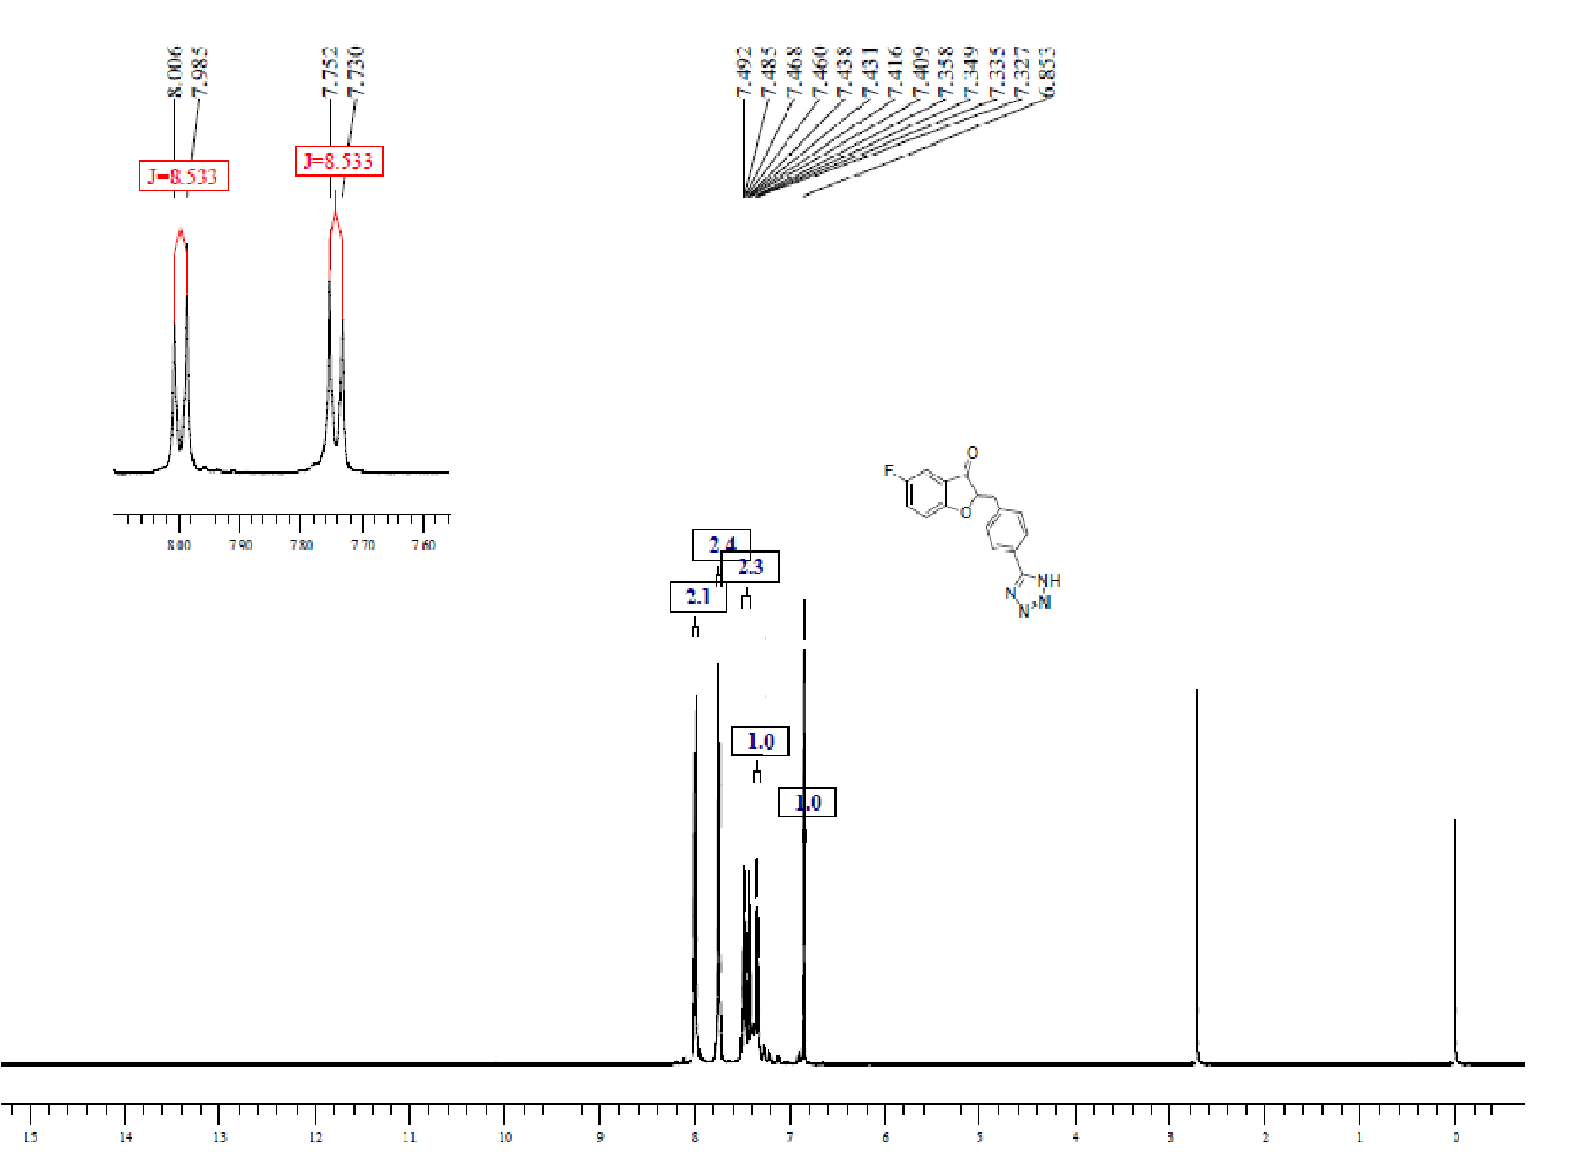 8.006
7.985
7.752
7.730
7.492
7.485
7.468
7.460
7.438
7.431
7.416
7.409
7.358
7.349
7.335
7.327
6.853
J=8.533
J=8.533
8.00 7.90 7.80 7.70 7.60
O
F
O
NH
N
N
N
2.4
2.3
2.1
1.0
1.0
15 14 13 12 11 10 9 8 7 6 5 4 3 2 1 0